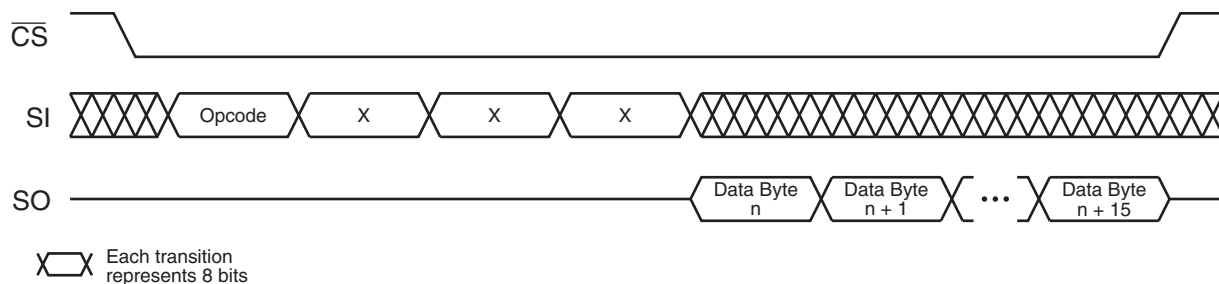 CS
SI
Opcode
X
X
X
SO
Data Byte
n
Data Byte
n + 1
•••
Data Byte
n + 15
Each transition
represents 8 bits